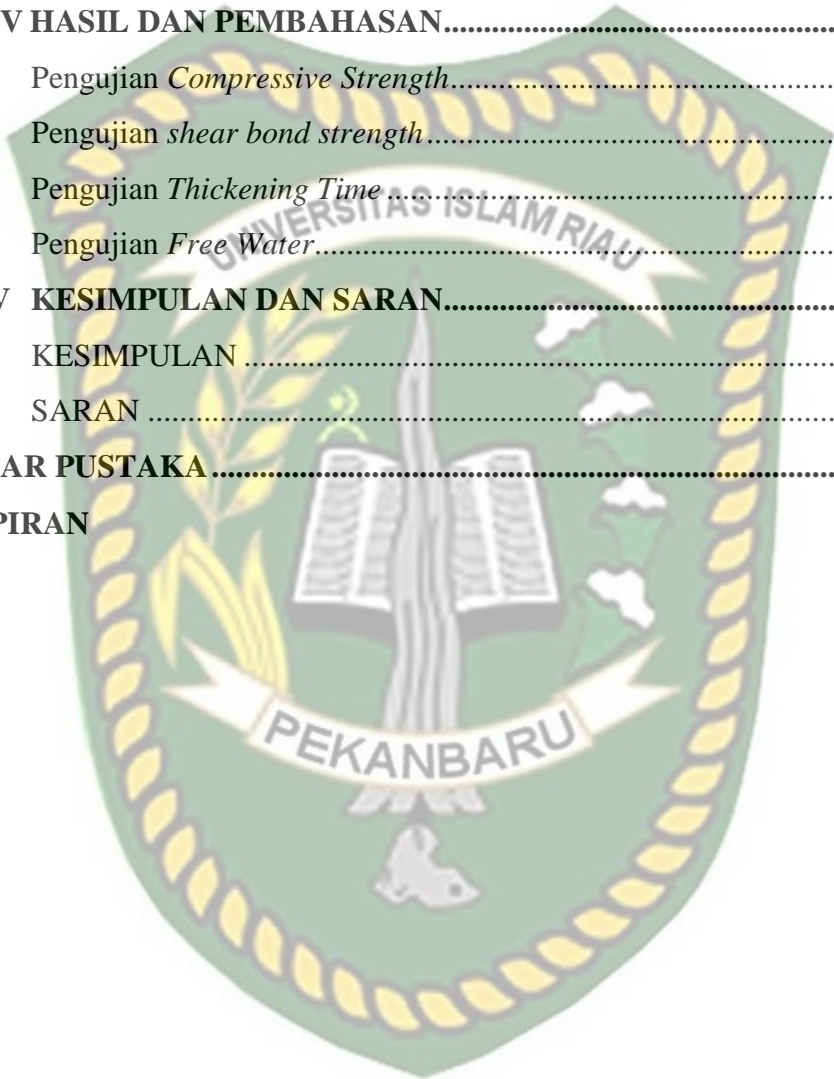 V HASIL DAN PEMBAHASAN................................................
Pengujian Compressive Strength................................................
Pengujian shear bond strength................................................
Pengujian Thickening Time................................................
UNIVERSITAS ISLAM RIAU
Pengujian Free Water................................................
V KESIMPULAN DAN SARAN................................................
KESIMPULAN ................................................
SARAN ................................................
AR PUSTAKA................................................
PIRAN
PEKANBARU